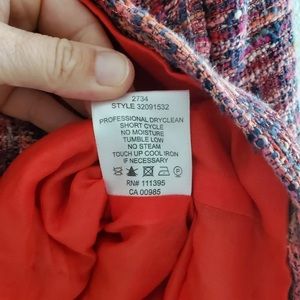 2734
STYLE 32091532
PROFESSIONAL DRYCLEAN
SHORT CYCLE
NO MOISTURE
TUMBLE LOW
NO STEAM
TOUCH UP COOL IRON
IF NECESSARY
RN# 111395
CA 00985